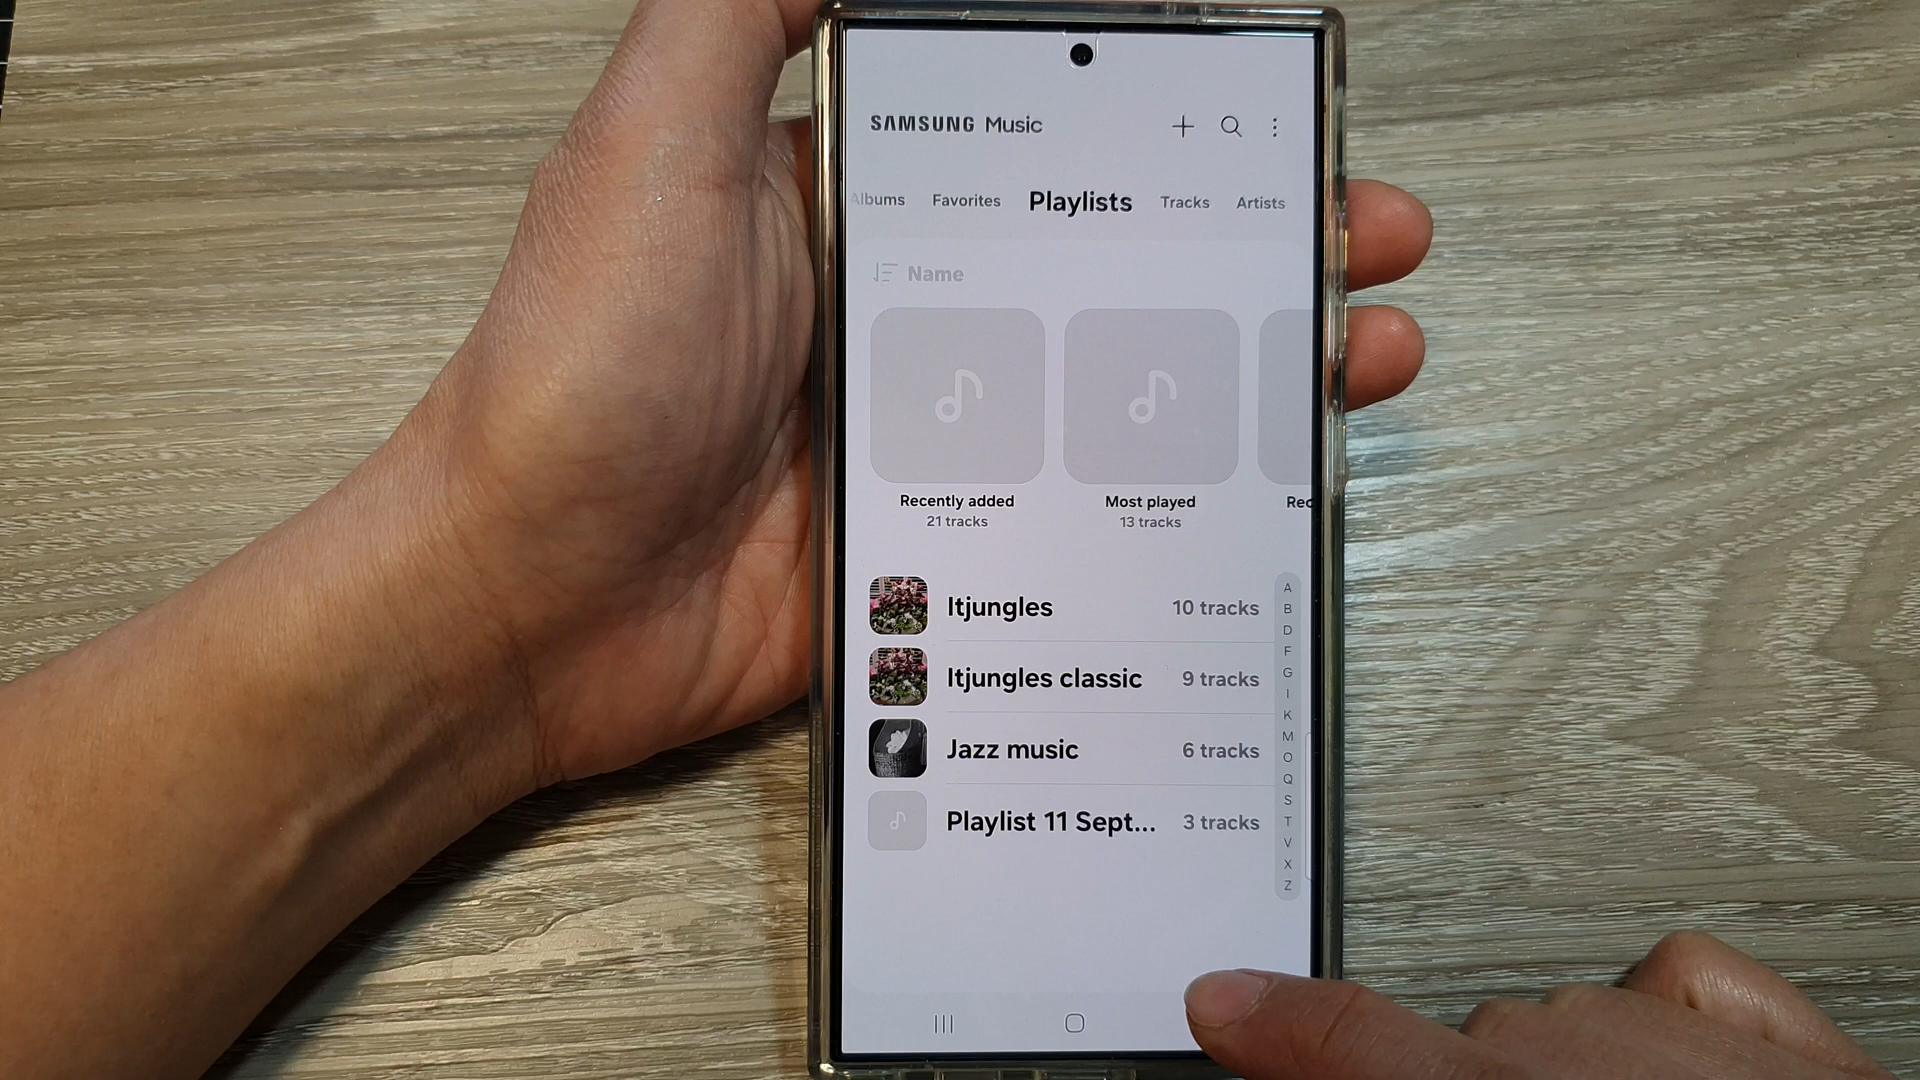 SAMSUNG Music
Albums Favorites Playlists Tracks Artists
Name
Recently added
21 tracks
Most played
13 tracks
Rec
Itjungles 10 tracks
Itjungles classic 9 tracks
Jazz music 6 tracks
Playlist 11 Sept... 3 tracks
A
B
D
F
G
I
K
M
O
Q
S
T
V
X
Z